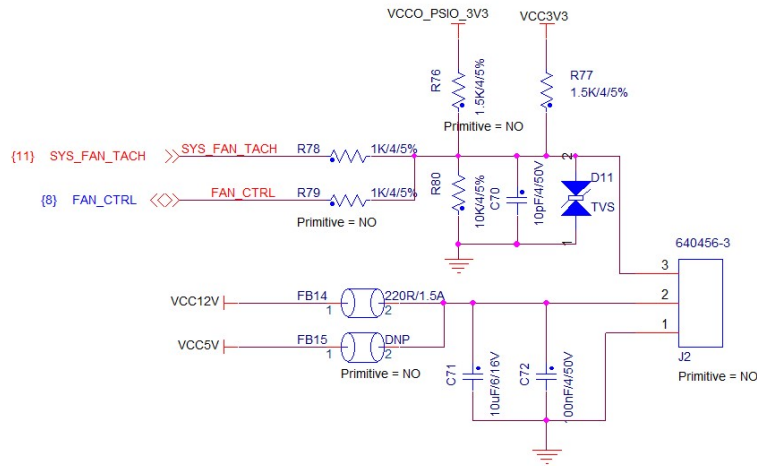 VCCO_PSIO_3V3
VCC3V3
R76
1.5K/4/5%
R77
1.5K/4/5%
Primitive = NO
{11} SYS_FAN_TACH
SYS_FAN_TACH
R78
1K/4/5%
{8} FAN_CTRL
FAN_CTRL
R79
1K/4/5%
Primitive = NO
R80
10K/4/5%
C70
10pF/4/50V
2
D11
TVS
1
640456-3
3
2
1
J2
Primitive = NO
VCC12V
FB14
1
220R/1.5A
2
VCC5V
FB15
1
DNP
2
Primitive = NO
C71
10uF/6/16V
C72
00nF/4/50V